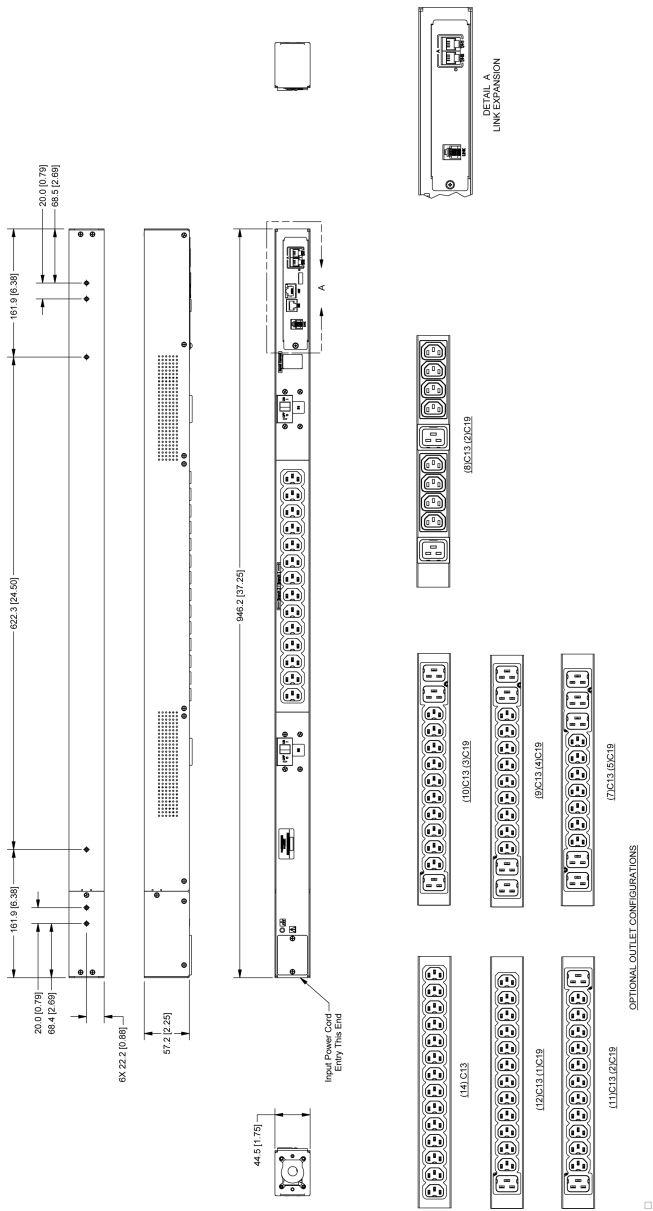 20.0 [0.79]
68.5 [2.69]
161.9 [6.38]
622.3 [24.50]
161.9 [6.38]
20.0 [0.79]
68.4 [2.69]
6X 22.2 [0.88]
57.2 [2.25]
946.2 [37.25]
A
Input Power Cord
Entry This End
44.5 [1.75]
DETAIL A
LINK EXPANSION
A
LINK
(14) C13
(12)C13 (1)C19
(11)C13 (2)C19
(10)C13 (3)C19
(9)C13 (4)C19
(7)C13 (5)C19
(8)C13 (2)C19
OPTIONAL OUTLET CONFIGURATIONS